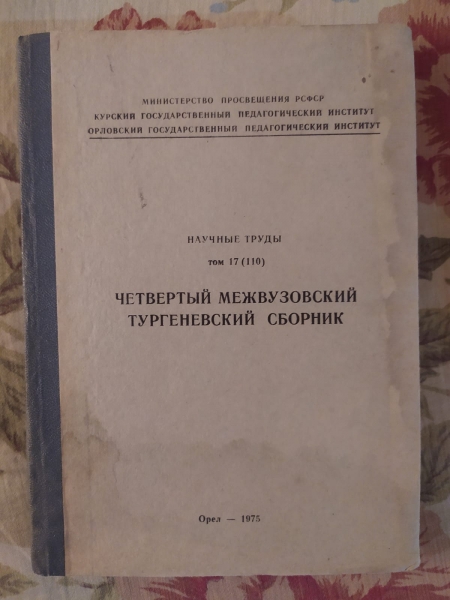 МИНИСТЕРСТВО ПРОСВЕЩЕНИЯ РСФСР
КУРСКИЙ ГОСУДАРСТВЕННЫЙ ПЕДАГОГИЧЕСКИЙ ИНСТИТУТ
ОРЛОВСКИЙ ГОСУДАРСТВЕННЫЙ ПЕДАГОГИЧЕСКИЙ ИНСТИТУТ
НАУЧНЫЕ ТРУДЫ
том 17 (110)
ЧЕТВЕРТЫЙ МЕЖВУЗОВСКИЙ
ТУРГЕНЕВСКИЙ СБОРНИК
Орел — 1975